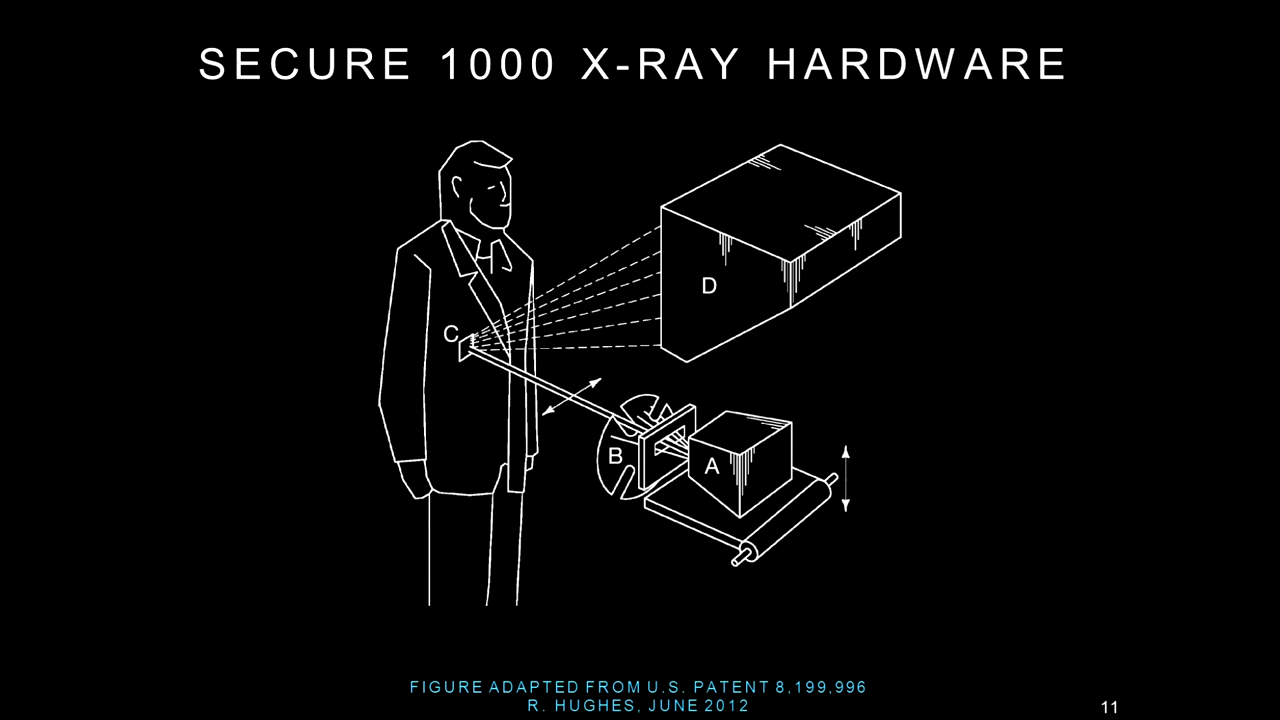 SECURE 1000 X-RAY HARDWARE
D
C
B
A
FIGURE ADAPTED FROM U.S. PATENT 8,199,996
R. HUGHES, JUNE 2012
11